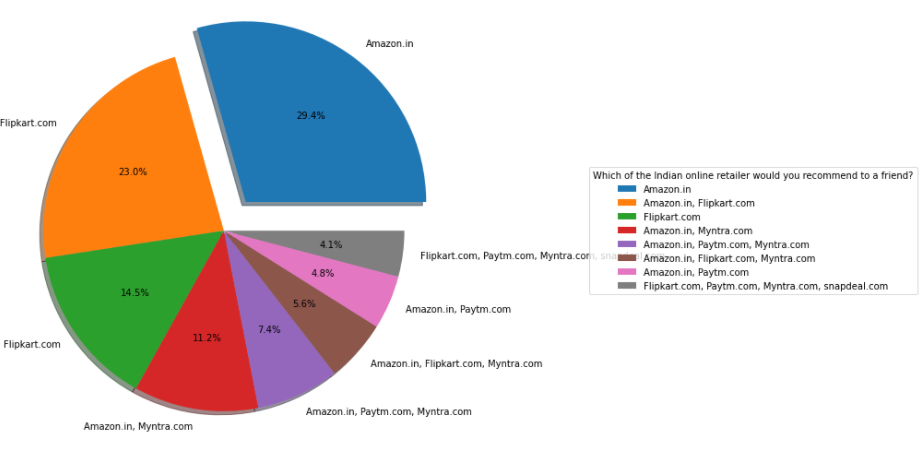 Amazon.in
29.4%
Flipkart.com
23.0%
Flipkart.com
14.5%
Amazon.in, Myntra.com
11.2%
Amazon.in, Paytm.com, Myntra.com
7.4%
Amazon.in, Flipkart.com, Myntra.com
5.6%
Amazon.in, Paytm.com
4.8%
Flipkart.com, Paytm.com, Myntra.com, snapdeal.com
4.1%
Which of the Indian online retailer would you recommend to a friend?
Amazon.in
Amazon.in, Flipkart.com
Flipkart.com
Amazon.in, Myntra.com
Amazon.in, Paytm.com, Myntra.com
Amazon.in, Flipkart.com, Myntra.com
Amazon.in, Paytm.com
Flipkart.com, Paytm.com, Myntra.com, snapdeal.com